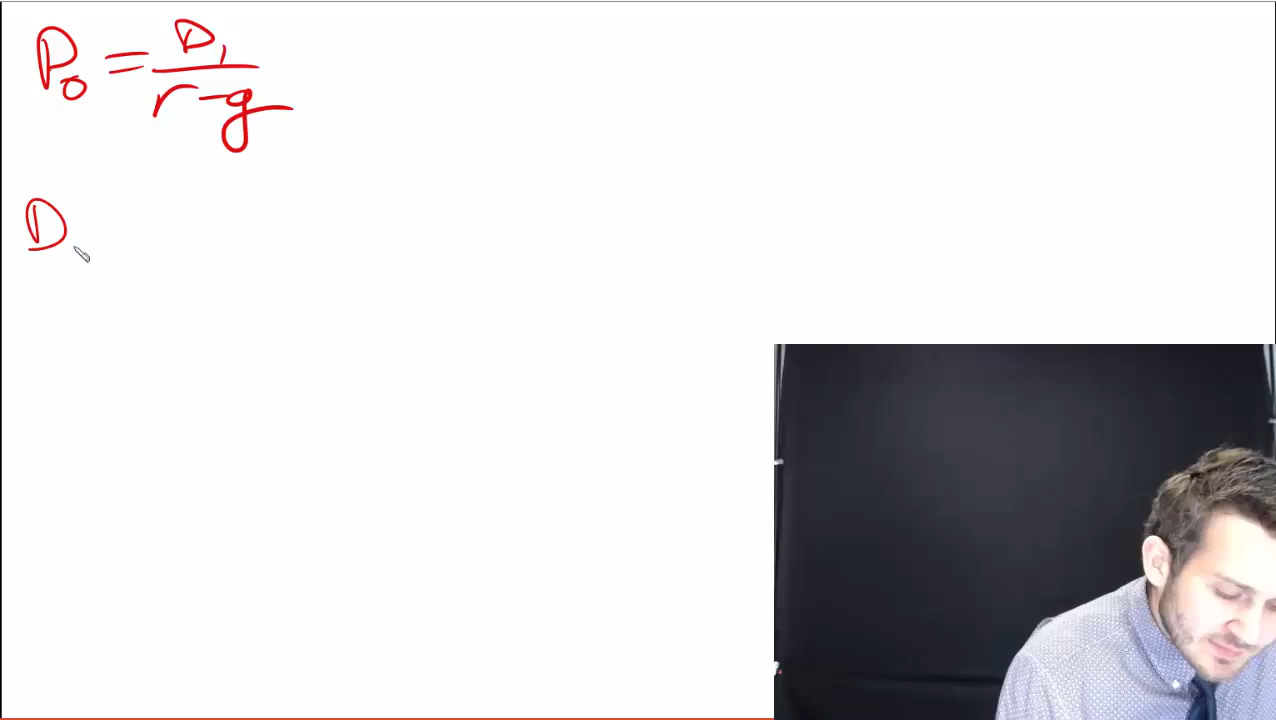 P₀ = D₁ / r - g
D